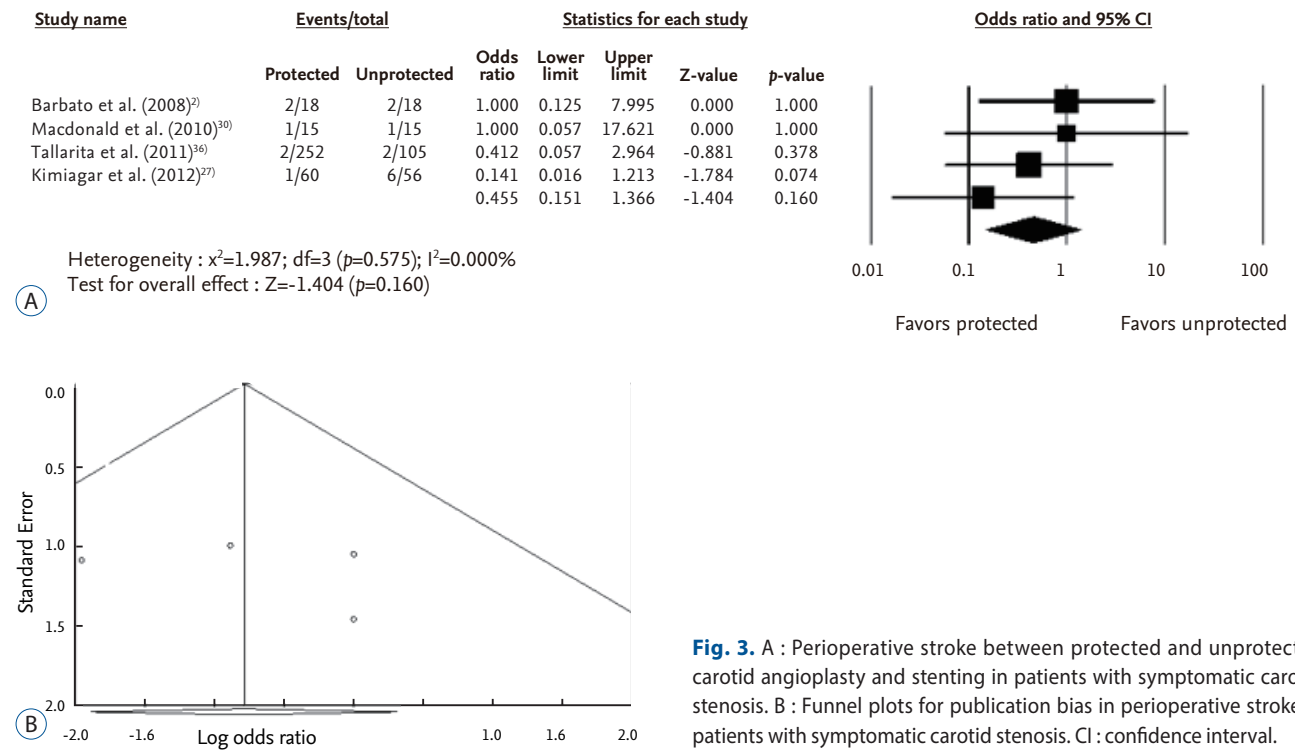 Study name Events/total Statistics for each study Odds ratio and 95% CI
Protected Unprotected Odds ratio Lower limit Upper limit Z-value p-value
Barbato et al. (2008)2) 2/18 2/18 1.000 0.125 7.995 0.000 1.000
Macdonald et al. (2010)30) 1/15 1/15 1.000 0.057 17.621 0.000 1.000
Tallarita et al. (2011)36) 2/252 2/105 0.412 0.057 2.964 -0.881 0.378
Kimiagar et al. (2012)27) 1/60 6/56 0.141 0.016 1.213 -1.784 0.074
0.455 0.151 1.366 -1.404 0.160
Heterogeneity : x2=1.987; df=3 (p=0.575); I2=0.000%
Test for overall effect : Z=-1.404 (p=0.160)
A
0.01 0.1 1 10 100
Favors protected Favors unprotected
Standard Error
0.0
0.5
1.0
1.5
2.0
-2.0 -1.6 Log odds ratio 1.0 1.6 2.0
B
Fig. 3. A : Perioperative stroke between protected and unprotect
carotid angioplasty and stenting in patients with symptomatic caro
stenosis. B : Funnel plots for publication bias in perioperative stroke
patients with symptomatic carotid stenosis. CI : confidence interval.